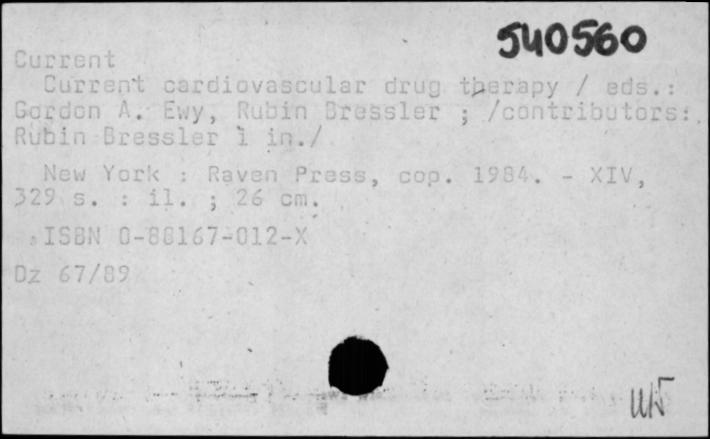 540560
Current
Current cardiovascular drug therapy / eds.:
Gordon A. Ewy, Rubin Bressler ; /contributors:
Rubin Bressler i in./
New York : Raven Press, cop. 1984. - XIV,
329 s. : il. ; 26 cm.
ISBN 0-88167-012-X
Dz 67/89